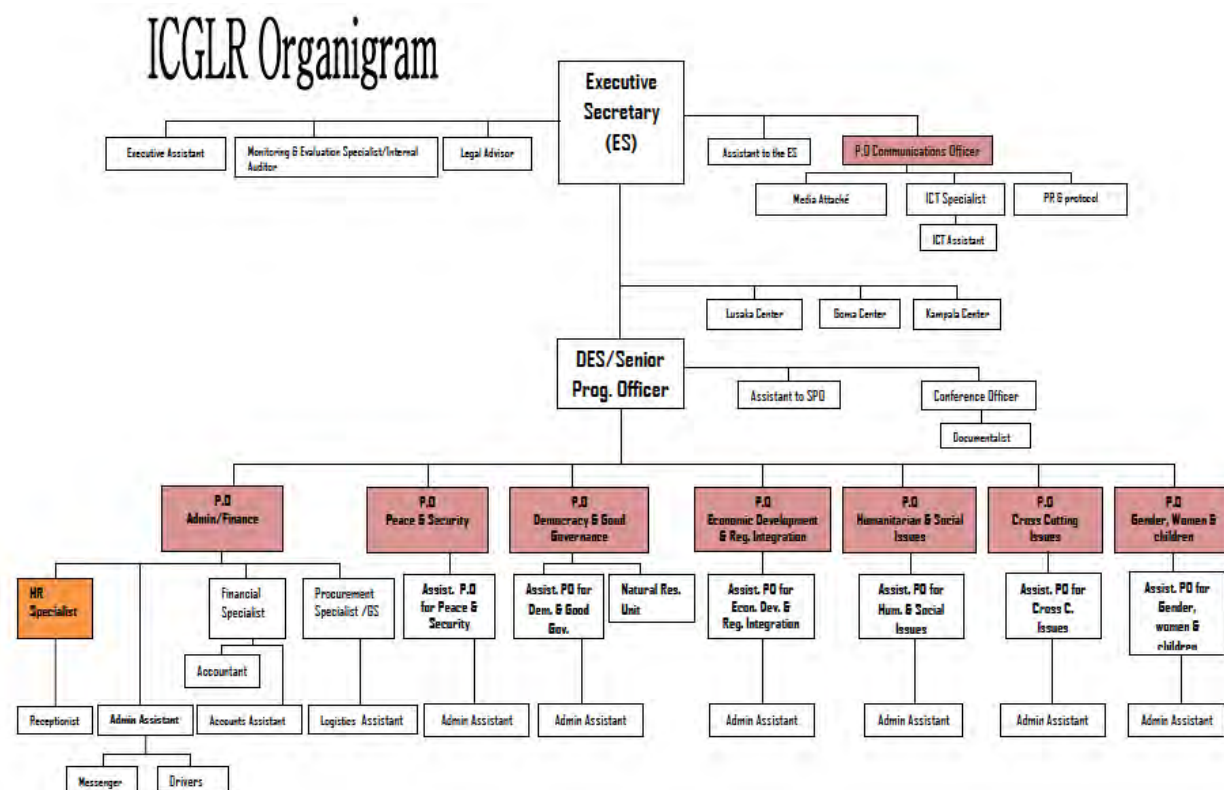 ICGLR Organigram
Executive
Secretary
(ES)
Executive Assistant
Monitoring & Evaluation Specialist/Internal
Auditor
Legal Advisor
Assistant to the ES
P.O Communications Officer
Media Attaché
ICT Specialist
PR & protocol
ICT Assistant
Lusaka Center
Goma Center
Kampala Center
DES/Senior
Prog. Officer
Assistant to SPO
Conference Officer
Documentalist
P.O
Admin/Finance
P.O
Peace & Security
P.O
Democracy & Good
Governance
P.O
Economic Development
& Reg. Integration
P.O
Humanitarian & Social
Issues
P.O
Cross Cutting
Issues
P.O
Gender, Women &
children
HR
Specialist
Financial
Specialist
Procurement
Specialist /GS
Assist. P.O
for Peace &
Security
Assist. PO for
Dem. & Good
Gov.
Natural Res.
Unit
Assist. PO for
Econ. Dev. &
Reg. Integration
Assist. PO for
Hum. & Social
Issues
Assist. PO for
Cross C.
Issues
Assist. PO for
Gender,
women &
children
Accountant
Receptionist
Admin Assistant
Accounts Assistant
Logistics Assistant
Admin Assistant
Admin Assistant
Admin Assistant
Admin Assistant
Admin Assistant
Admin Assistant
Messenger
Drivers